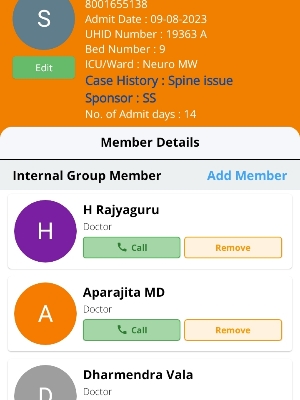 8001655138
S
Admit Date : 09-08-2023
UHID Number : 19363 A
Bed Number : 9
ICU/Ward : Neuro MW
Edit
Case History : Spine issue
Sponsor : SS
No. of Admit days : 14
Member Details
Internal Group Member Add Member
H
H Rajyaguru
Doctor
Call Remove
A
Aparajita MD
Doctor
Call Remove
D
Dharmendra Vala
Doctor